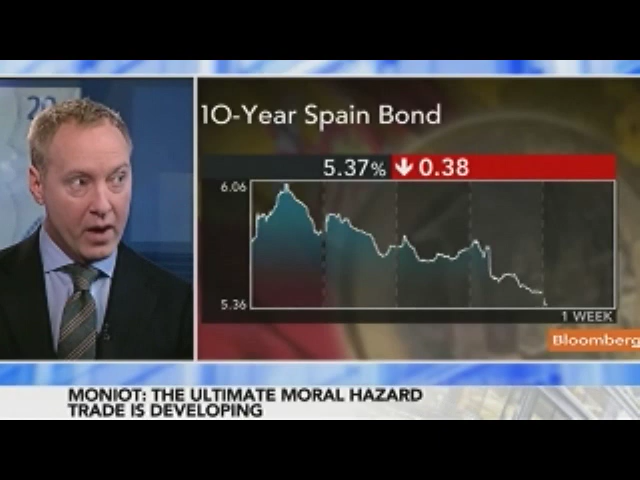 20
10-Year Spain Bond
5.37% 0.38
6.06
5.36
1 WEEK
Bloomberg
MONIOT: THE ULTIMATE MORAL HAZARD
TRADE IS DEVELOPING